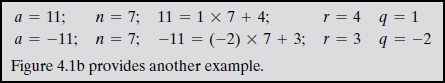 a = 11; n = 7; 11 = 1 × 7 + 4; r = 4 q = 1
a = −11; n = 7; −11 = (−2) × 7 + 3; r = 3 q = −2
Figure 4.1b provides another example.